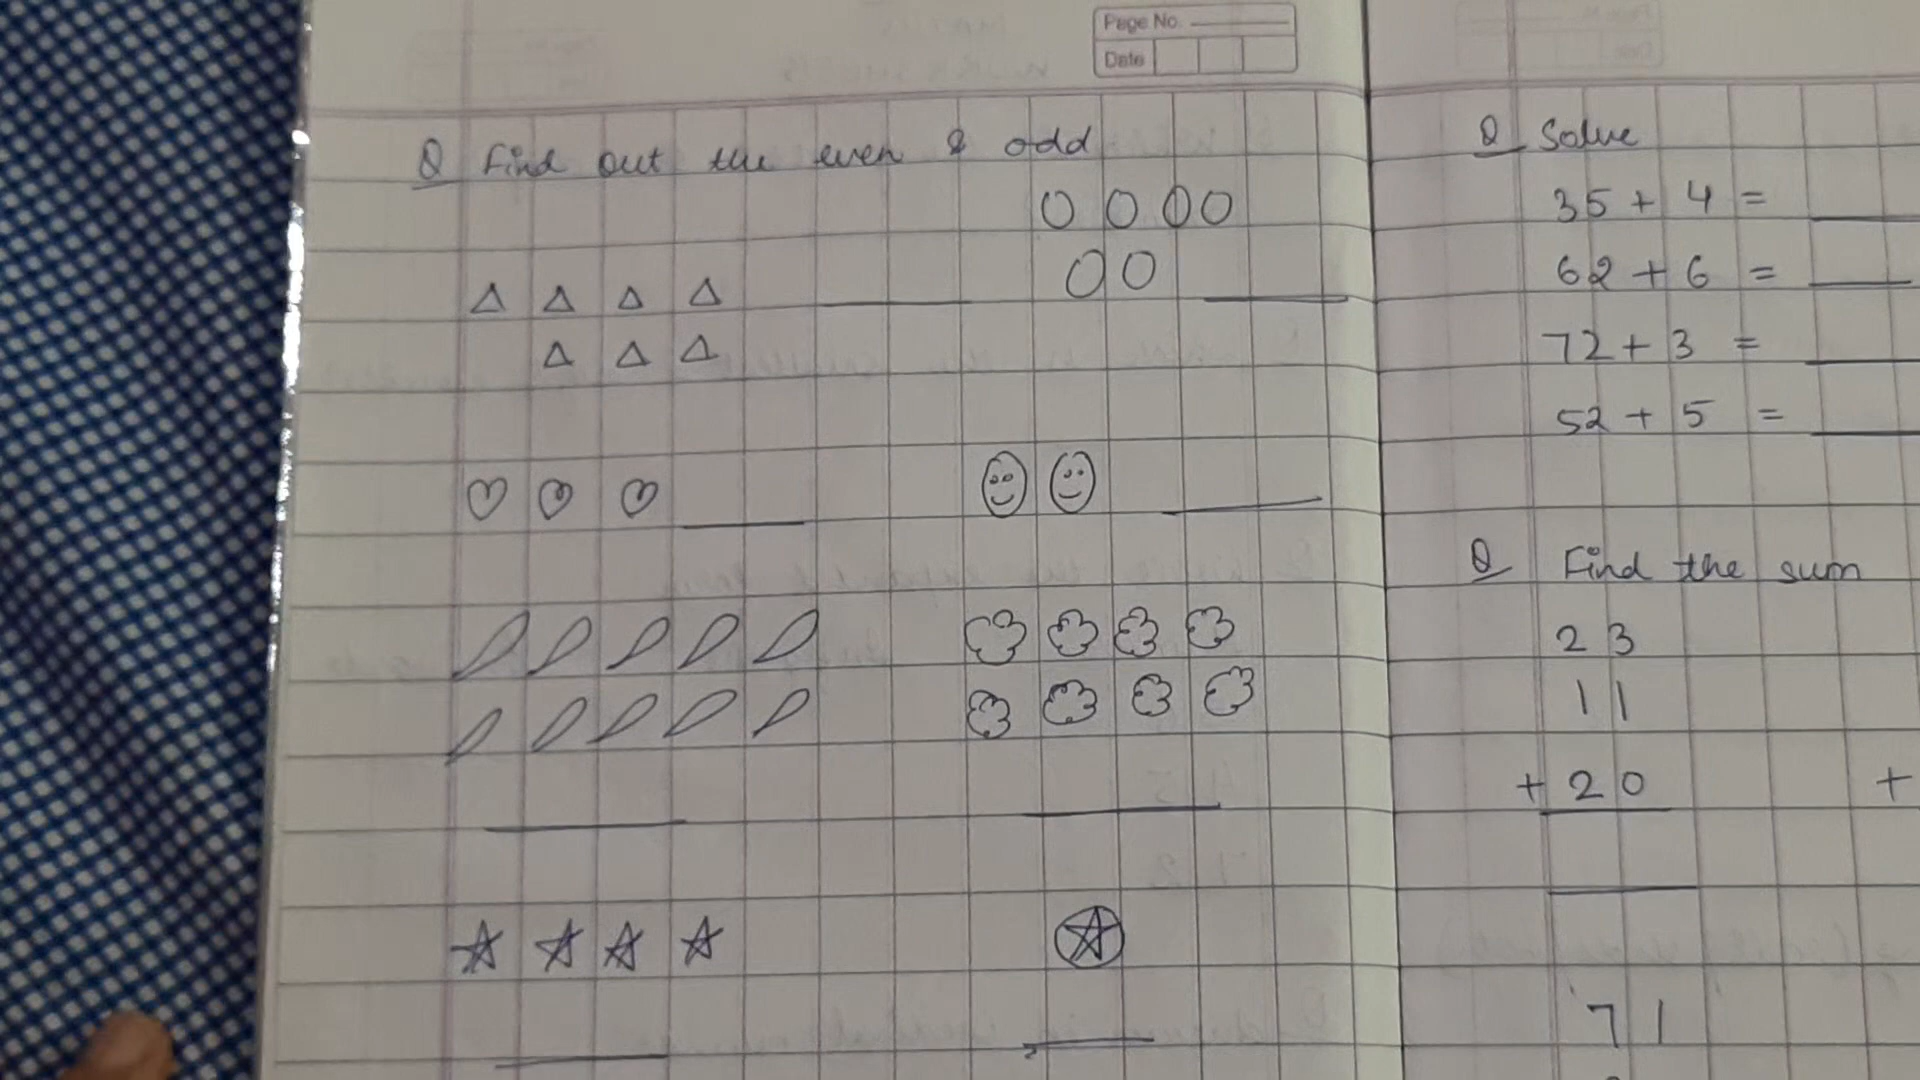 Page No.
Date
Q Find out the even & odd
Q Solve
35 + 4 =
62 + 6 =
72 + 3 =
52 + 5 =
Q Find the sum
23
11
+ 20
+
71